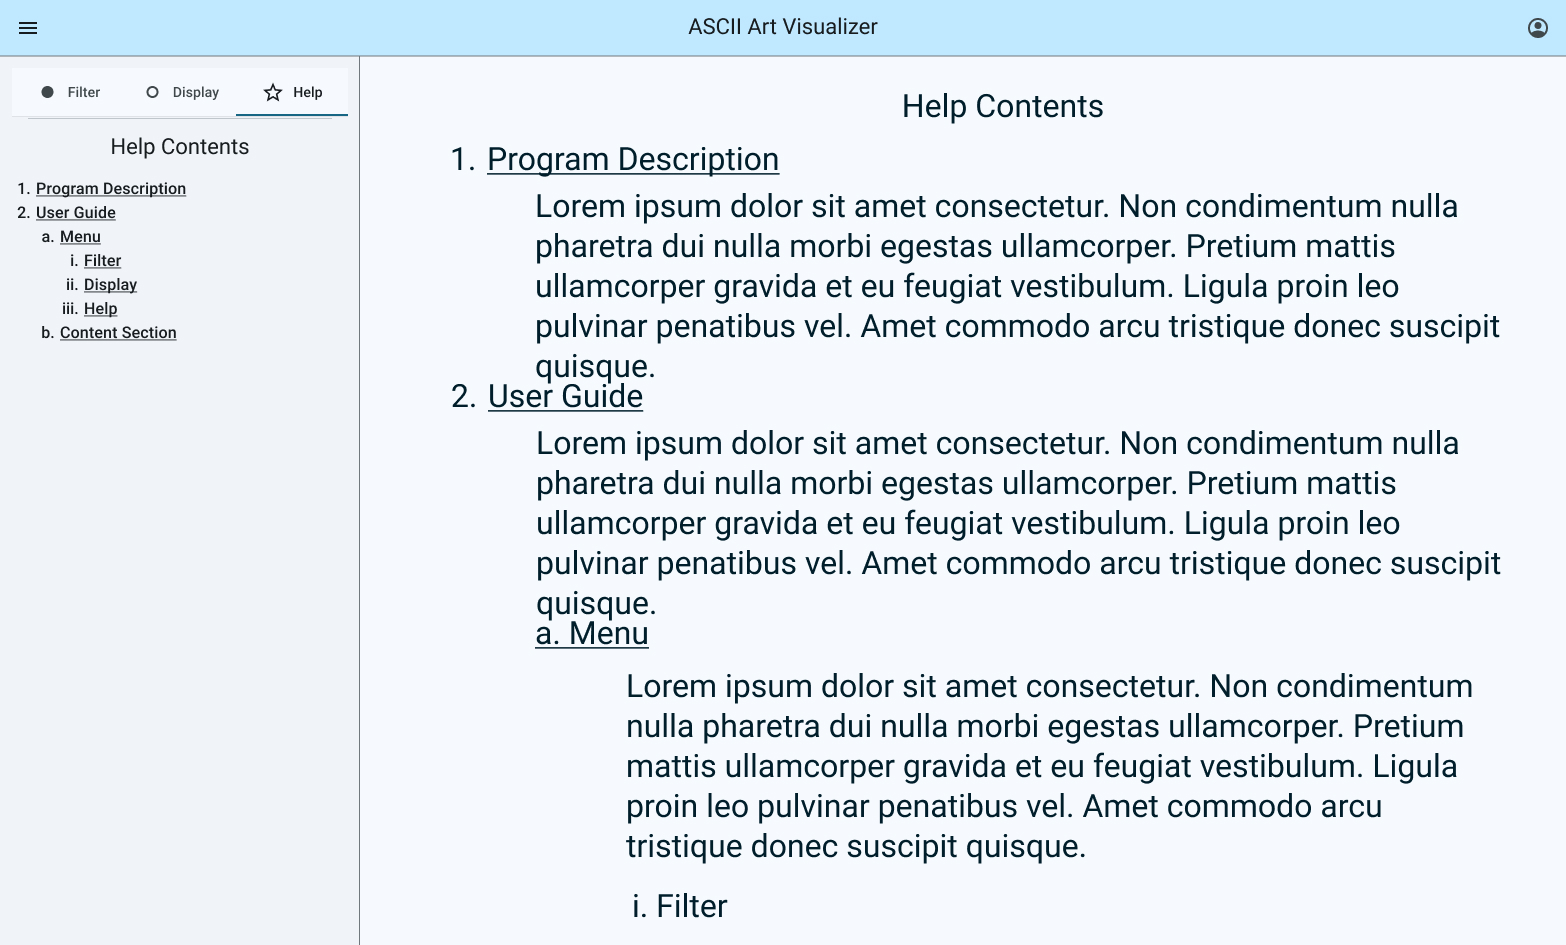 ASCII Art Visualizer
Filter
Display
Help
Help Contents
1. Program Description
2. User Guide
a. Menu
i. Filter
ii. Display
iii. Help
b. Content Section
Help Contents
1. Program Description
Lorem ipsum dolor sit amet consectetur. Non condimentum nulla
pharetra dui nulla morbi egestas ullamcorper. Pretium mattis
ullamcorper gravida et eu feugiat vestibulum. Ligula proin leo
pulvinar penatibus vel. Amet commodo arcu tristique donec suscipit
quisque.
2. User Guide
Lorem ipsum dolor sit amet consectetur. Non condimentum nulla
pharetra dui nulla morbi egestas ullamcorper. Pretium mattis
ullamcorper gravida et eu feugiat vestibulum. Ligula proin leo
pulvinar penatibus vel. Amet commodo arcu tristique donec suscipit
quisque.
a. Menu
Lorem ipsum dolor sit amet consectetur. Non condimentum
nulla pharetra dui nulla morbi egestas ullamcorper. Pretium
mattis ullamcorper gravida et eu feugiat vestibulum. Ligula
proin leo pulvinar penatibus vel. Amet commodo arcu
tristique donec suscipit quisque.
i. Filter